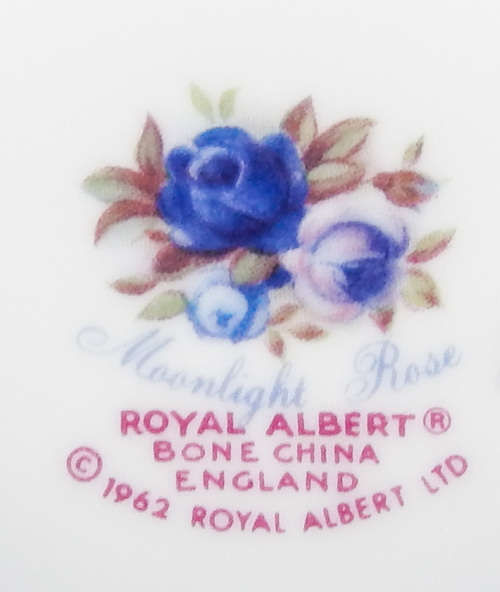 Moonlight Rose
ROYAL ALBERT®
BONE CHINA
ENGLAND
© 1962 ROYAL ALBERT LTD